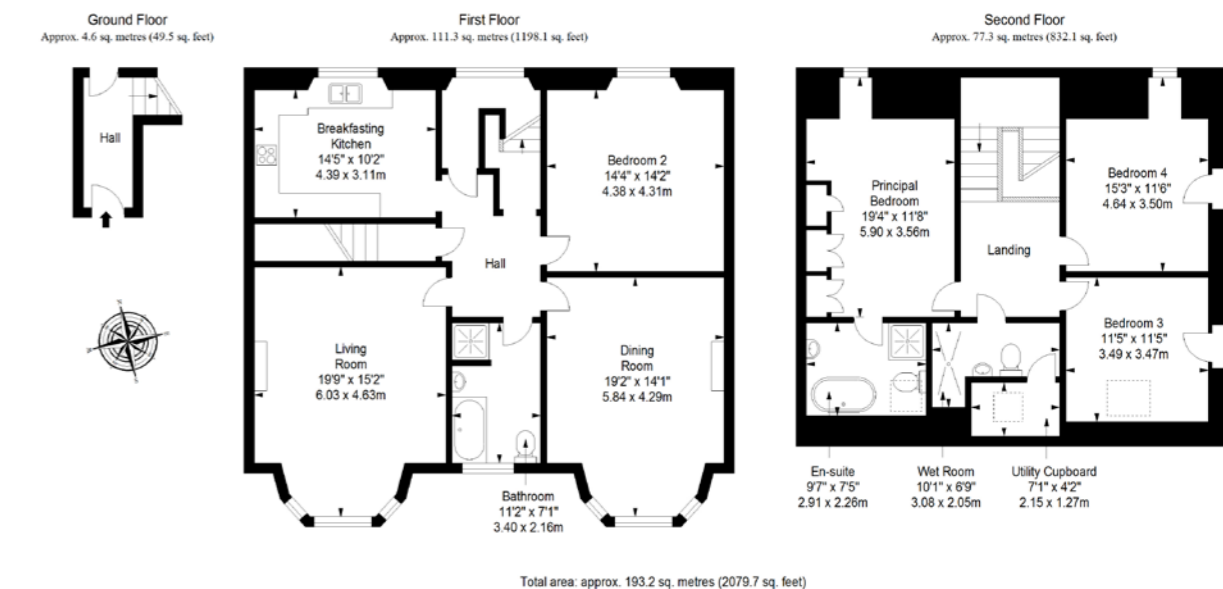 Ground Floor
Approx. 4.6 sq. metres (49.5 sq. feet)
Hall
First Floor
Approx. 111.3 sq. metres (1198.1 sq. feet)
Breakfasting
Kitchen
14'5" x 10'2"
4.39 x 3.11m
Bedroom 2
14'4" x 14'2"
4.38 x 4.31m
Hall
Living
Room
19'9" x 15'2"
6.03 x 4.63m
Dining
Room
19'2" x 14'1"
5.84 x 4.29m
Bathroom
11'2" x 7'1"
3.40 x 2.16m
Second Floor
Approx. 77.3 sq. metres (832.1 sq. feet)
Principal
Bedroom
19'4" x 11'8"
5.90 x 3.56m
Bedroom 4
15'3" x 11'6"
4.64 x 3.50m
Landing
Bedroom 3
11'5" x 11'5"
3.49 x 3.47m
En-suite
9'7" x 7'5"
2.91 x 2.26m
Wet Room
10'1" x 6'9"
3.08 x 2.05m
Utility Cupboard
7'1" x 4'2"
2.15 x 1.27m
Total area: approx. 193.2 sq. metres (2079.7 sq. feet)